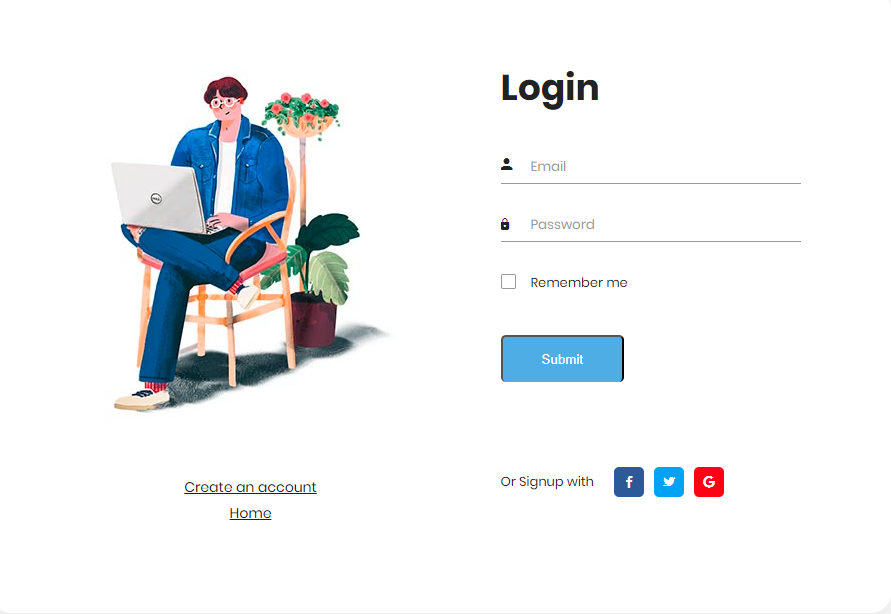 Login
Email
Password
Remember me
Submit
Create an account
Home
Or Signup with